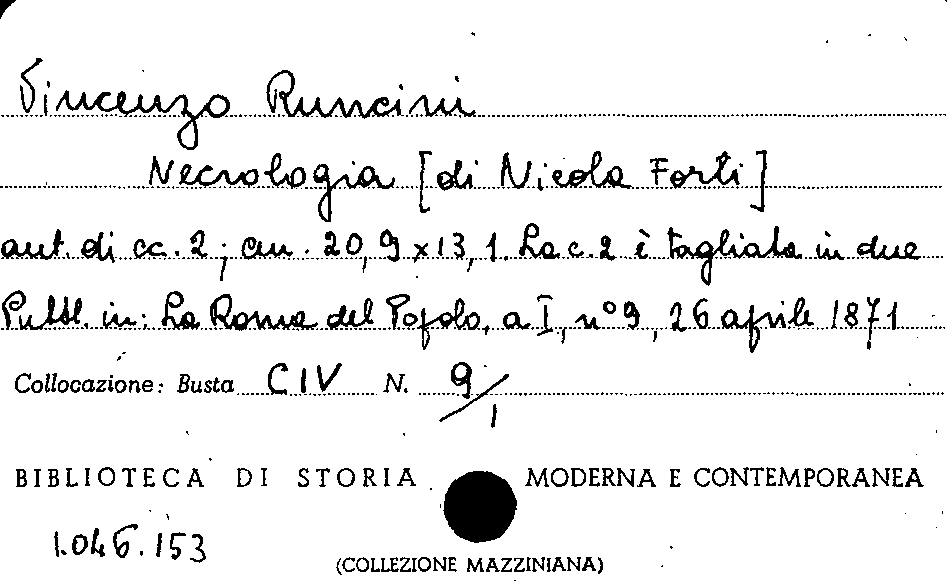 Vincenzo Runcini
Necrologia [di Nicola Forti]
aut. di cc. 2; cm. 20,9 x 13,1. La c. 2 è tagliata in due
Pubbl. in: La Roma del Popolo, a I, n° 9, 26 aprile 1871
Collocazione: Busta CIV N. 9/1
BIBLIOTECA DI STORIA MODERNA E CONTEMPORANEA
1.046.153
(COLLEZIONE MAZZINIANA)